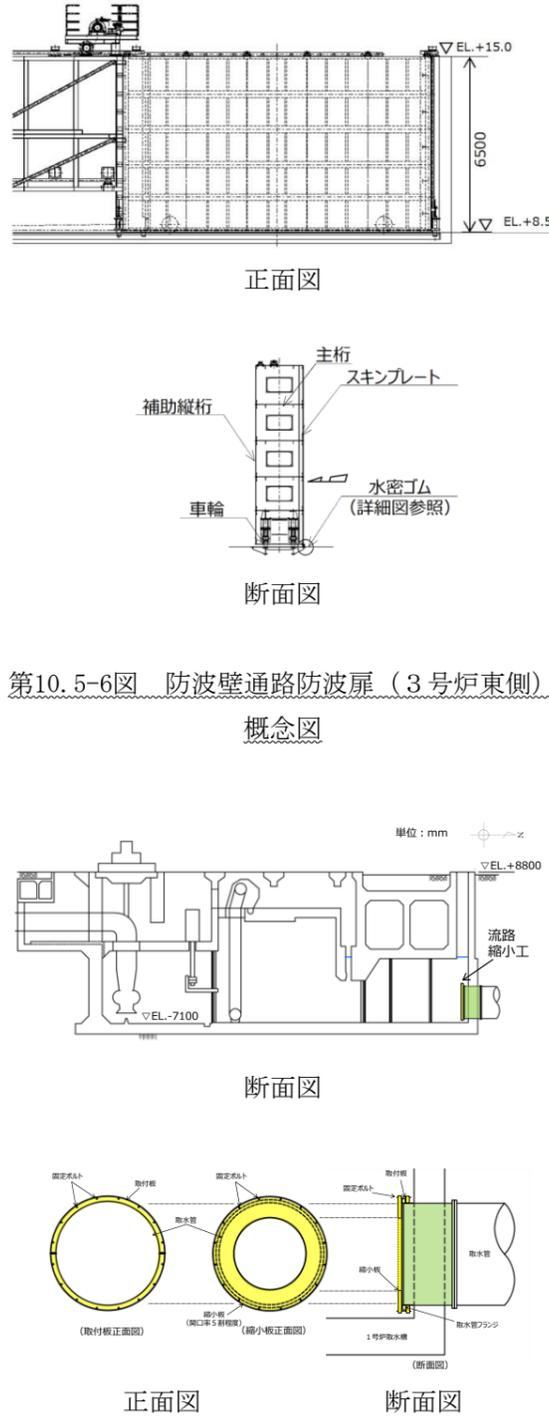 ▽ EL.+15.0
6500
EL.+8.5
正面図
主桁
スキンプレート
補助縦桁
水密ゴム
(詳細図参照)
車輪
断面図
第10.5-6図 防波壁通路防波扉（３号炉東側）
概念図
単位：mm
N
▽EL.+8800
流路
縮小工
▽EL.-7100
断面図
固定ボルト
取付板
固定ボルト
取付板
固定ボルト
取水管
取水管
縮小板
縮小板
(開口率５割程度)
(取付板正面図)
(縮小板正面図)
取水管フランジ
１号炉取水槽
(断面図)
正面図
断面図